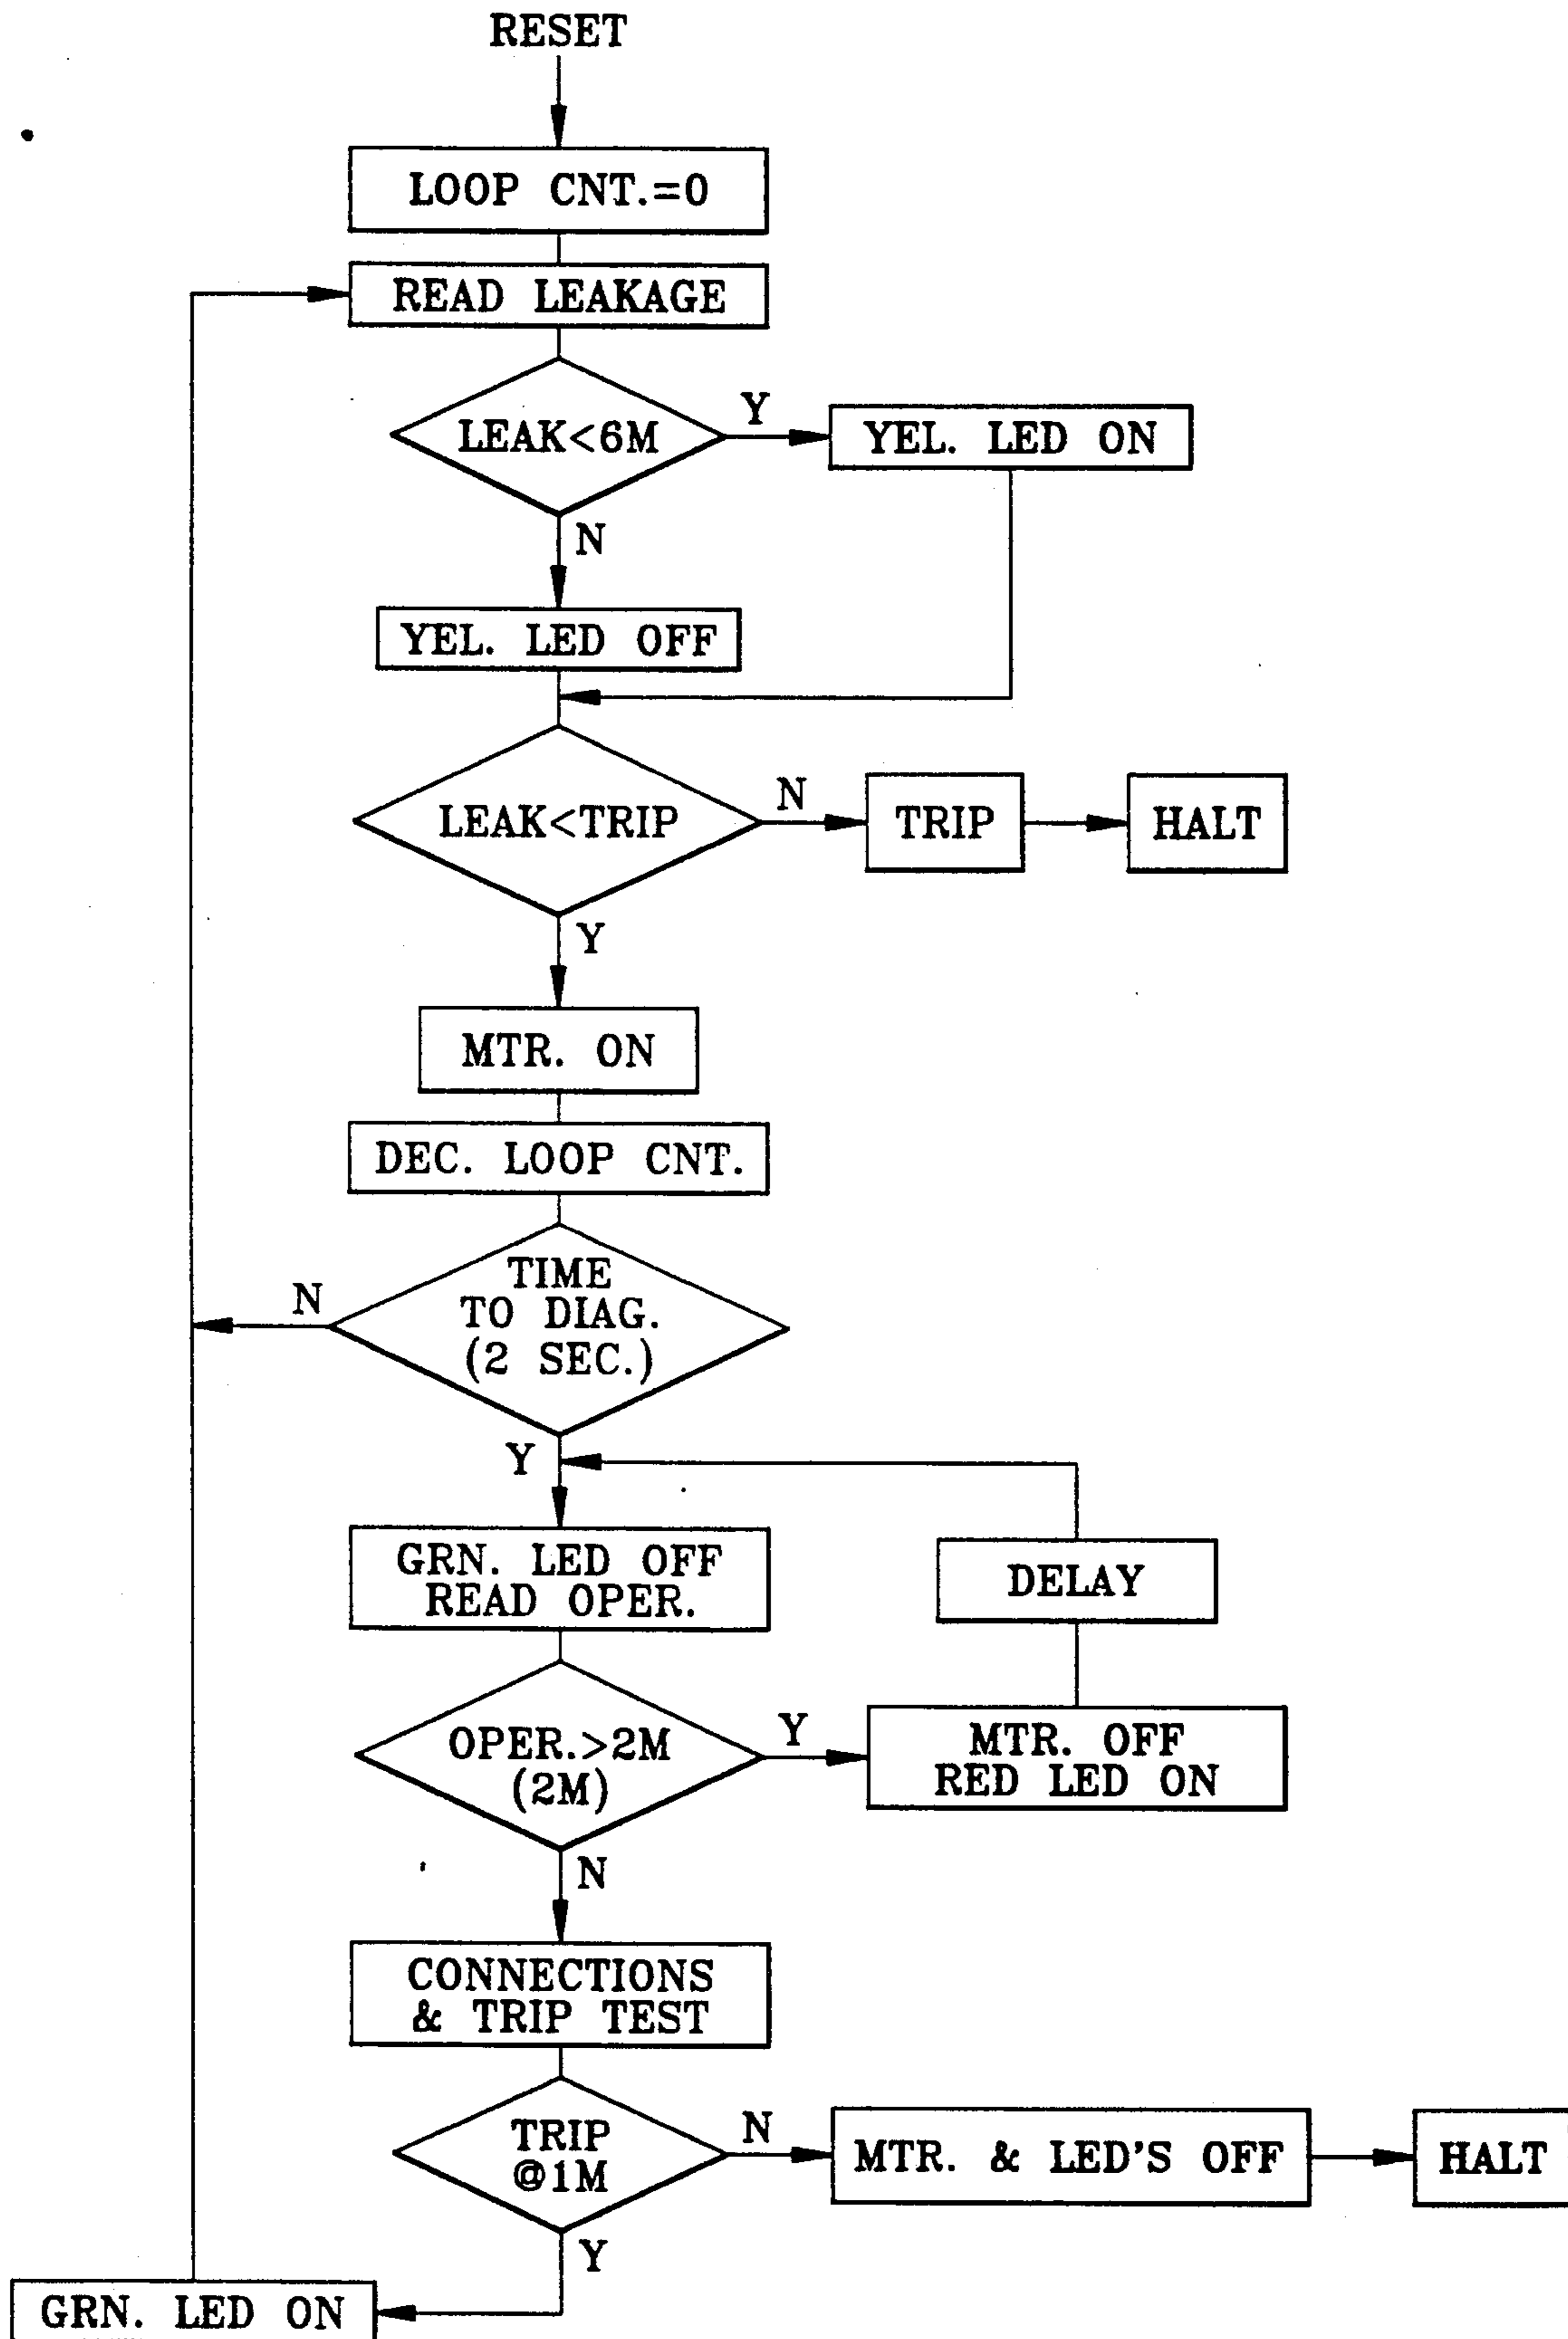 RESET
LOOP CNT.=0
READ LEAKAGE
LEAK<6M
Y
YEL. LED ON
N
YEL. LED OFF
LEAK<TRIP
N
TRIP
HALT
Y
MTR. ON
DEC. LOOP CNT.
TIME
TO DIAG.
(2 SEC.)
N
Y
GRN. LED OFF
READ OPER.
DELAY
OPER.>2M
(2M)
Y
MTR. OFF
RED LED ON
N
CONNECTIONS
& TRIP TEST
TRIP
@1M
N
MTR. & LED'S OFF
HALT
Y
GRN. LED ON